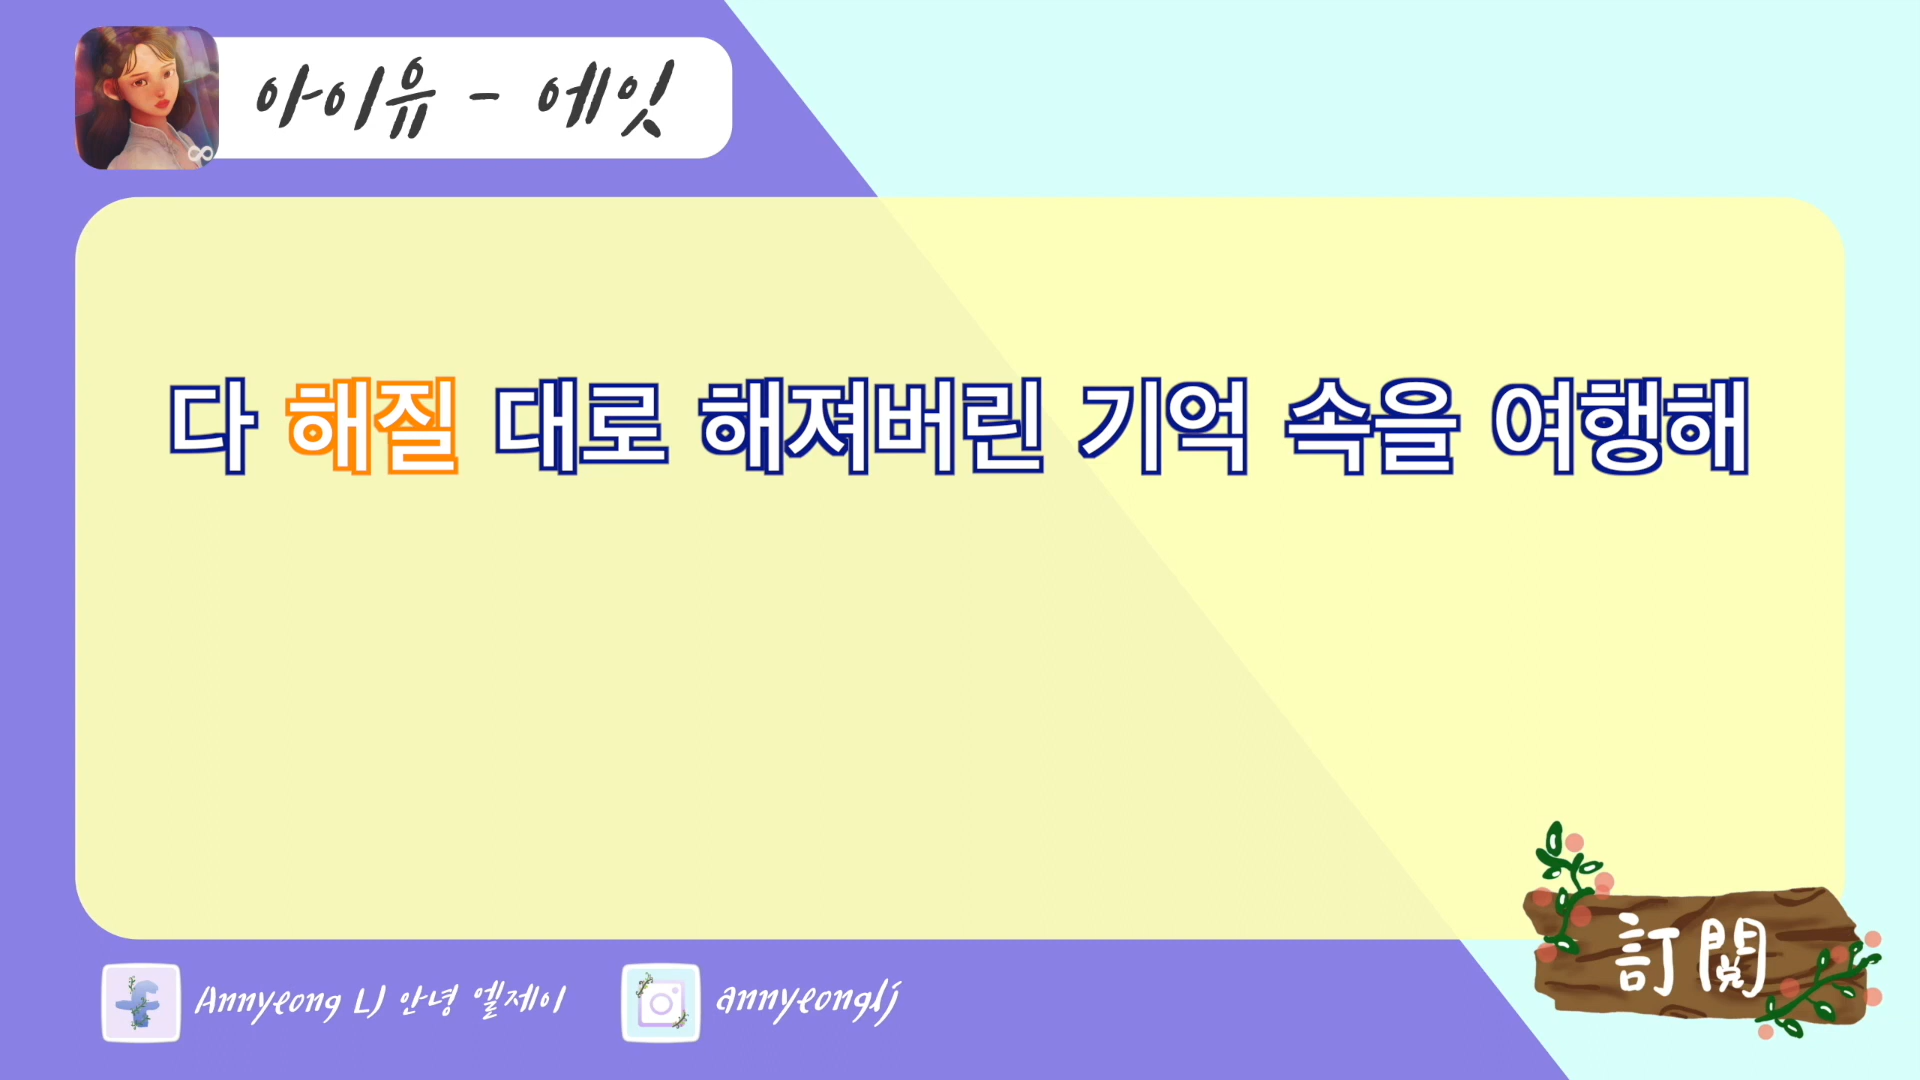 아이유 - 에잇
다 해질 대로 해져버린 기억 속을 여행해
Annyeong LJ 안녕 엘제이
annyeonglj
訂閱